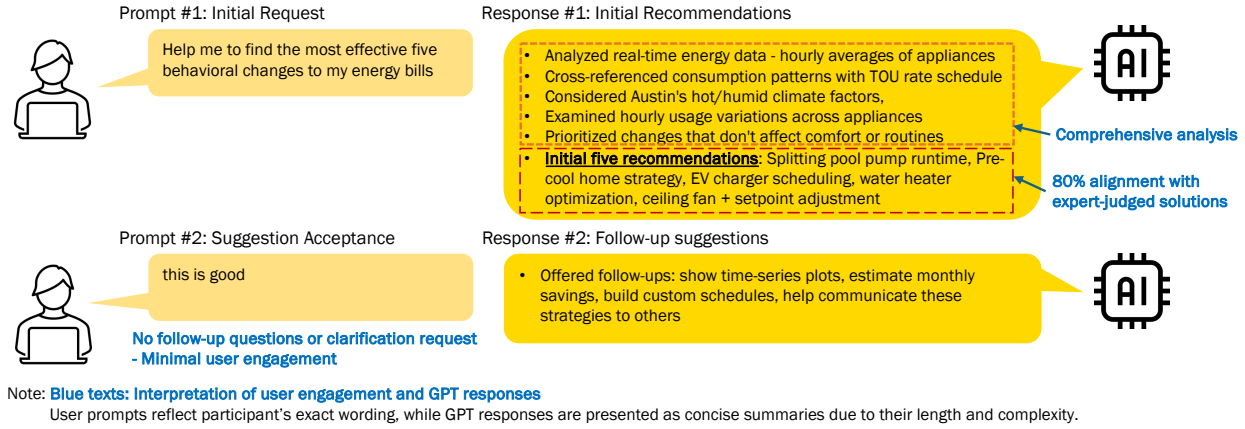 Prompt #1: Initial Request
Help me to find the most effective five
behavioral changes to my energy bills
Response #1: Initial Recommendations
• Analyzed real-time energy data - hourly averages of appliances
• Cross-referenced consumption patterns with TOU rate schedule
• Considered Austin's hot/humid climate factors,
• Examined hourly usage variations across appliances
• Prioritized changes that don't affect comfort or routines
• Initial five recommendations: Splitting pool pump runtime, Pre-
cool home strategy, EV charger scheduling, water heater
optimization, ceiling fan + setpoint adjustment
AI
Comprehensive analysis
80% alignment with
expert-judged solutions
Prompt #2: Suggestion Acceptance
this is good
No follow-up questions or clarification request
- Minimal user engagement
Response #2: Follow-up suggestions
• Offered follow-ups: show time-series plots, estimate monthly
savings, build custom schedules, help communicate these
strategies to others
AI
Note: Blue texts: Interpretation of user engagement and GPT responses
User prompts reflect participant's exact wording, while GPT responses are presented as concise summaries due to their length and complexity.